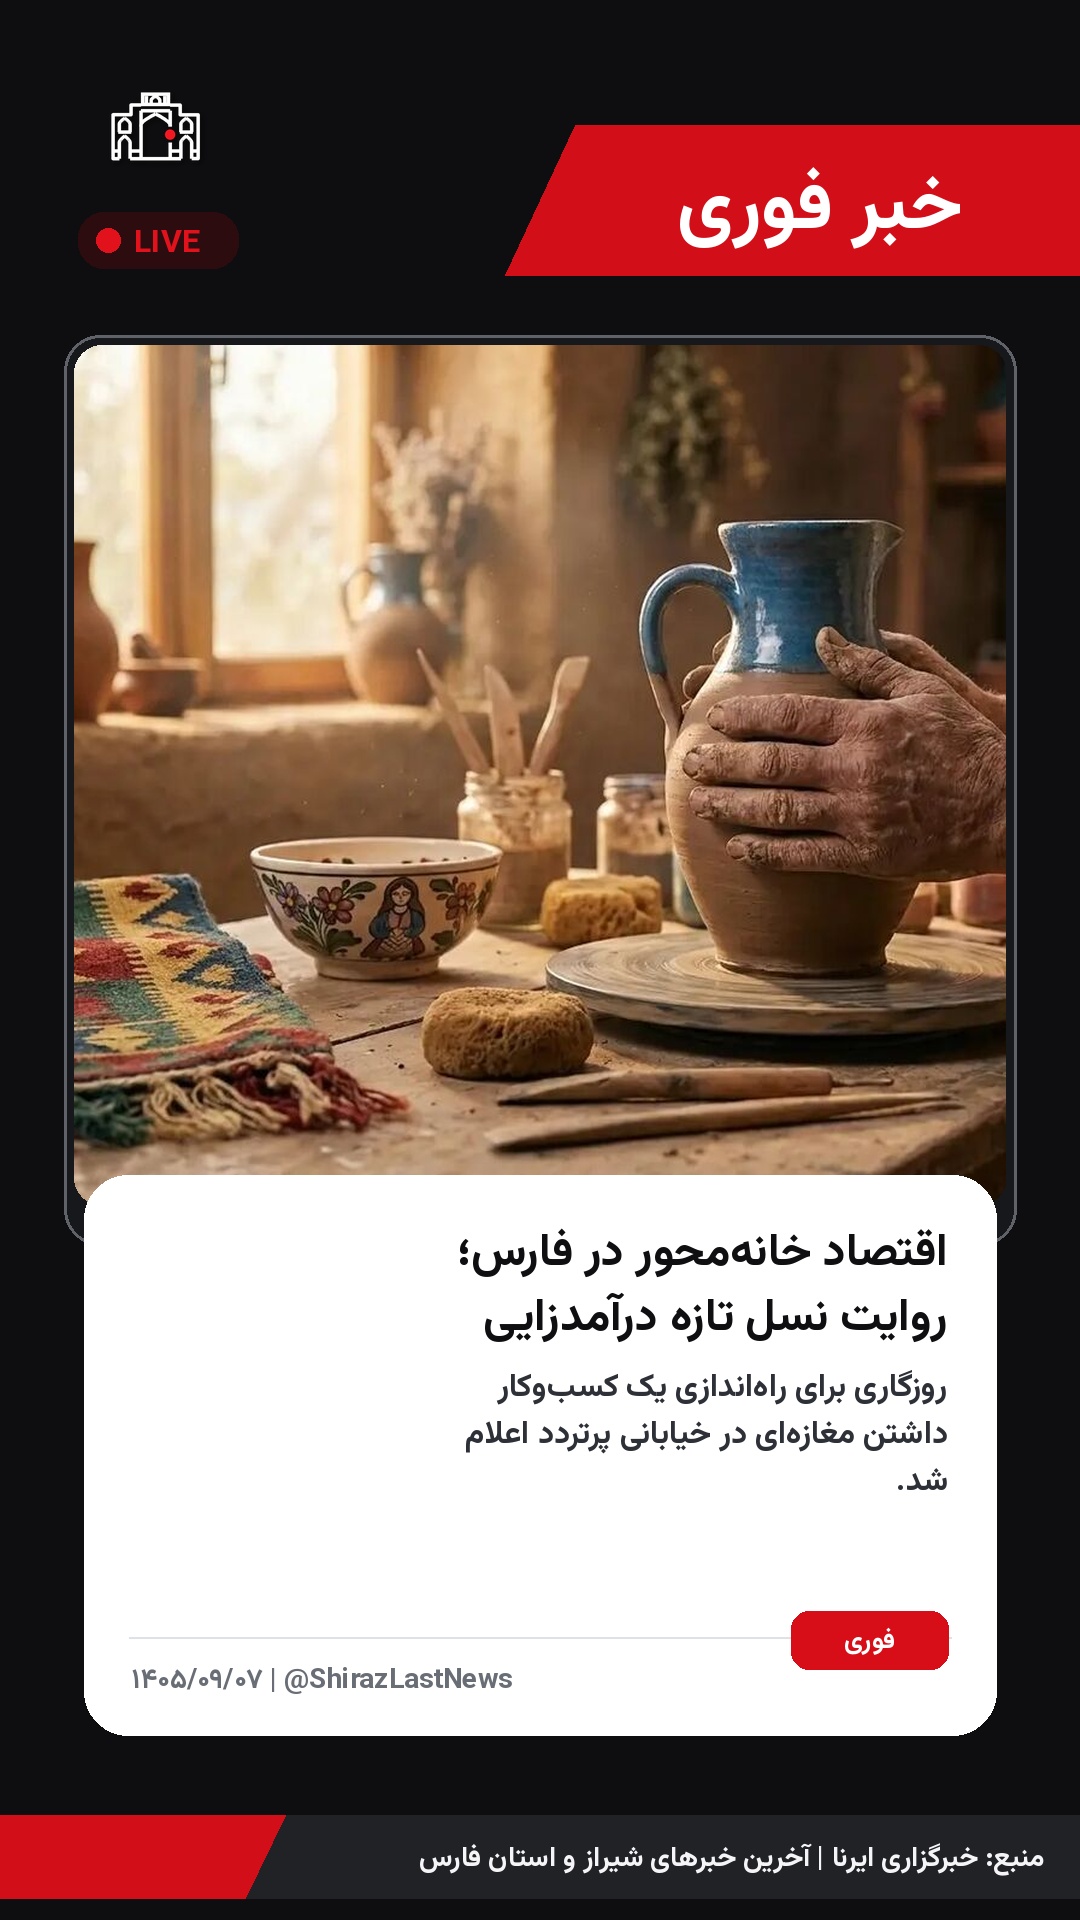 خبر فوری
LIVE
اقتصاد خانه‌محور در فارس؛
روایت نسل تازه درآمدزایی
روزگاری برای راه‌اندازی یک کسب‌وکار
داشتن مغازه‌ای در خیابانی پرتردد اعلام
شد.
فوری
۱۴۰۵/۰۹/۰۷ | @ShirazLastNews
منبع: خبرگزاری ایرنا | آخرین خبرهای شیراز و استان فارس